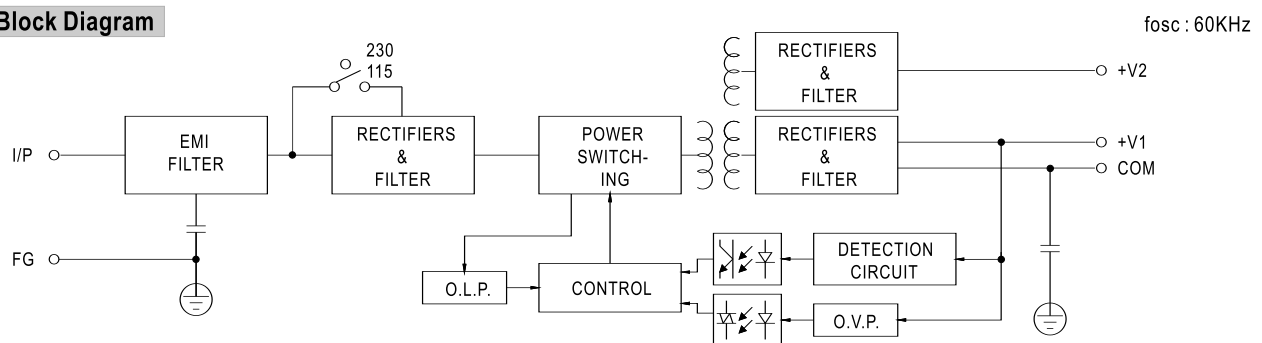 Block Diagram
fosc : 60KHz
230
115
RECTIFIERS
&
FILTER
+V2
I/P
EMI
FILTER
RECTIFIERS
&
FILTER
POWER
SWITCH-
ING
RECTIFIERS
&
FILTER
+V1
COM
FG
O.L.P.
CONTROL
DETECTION
CIRCUIT
O.V.P.